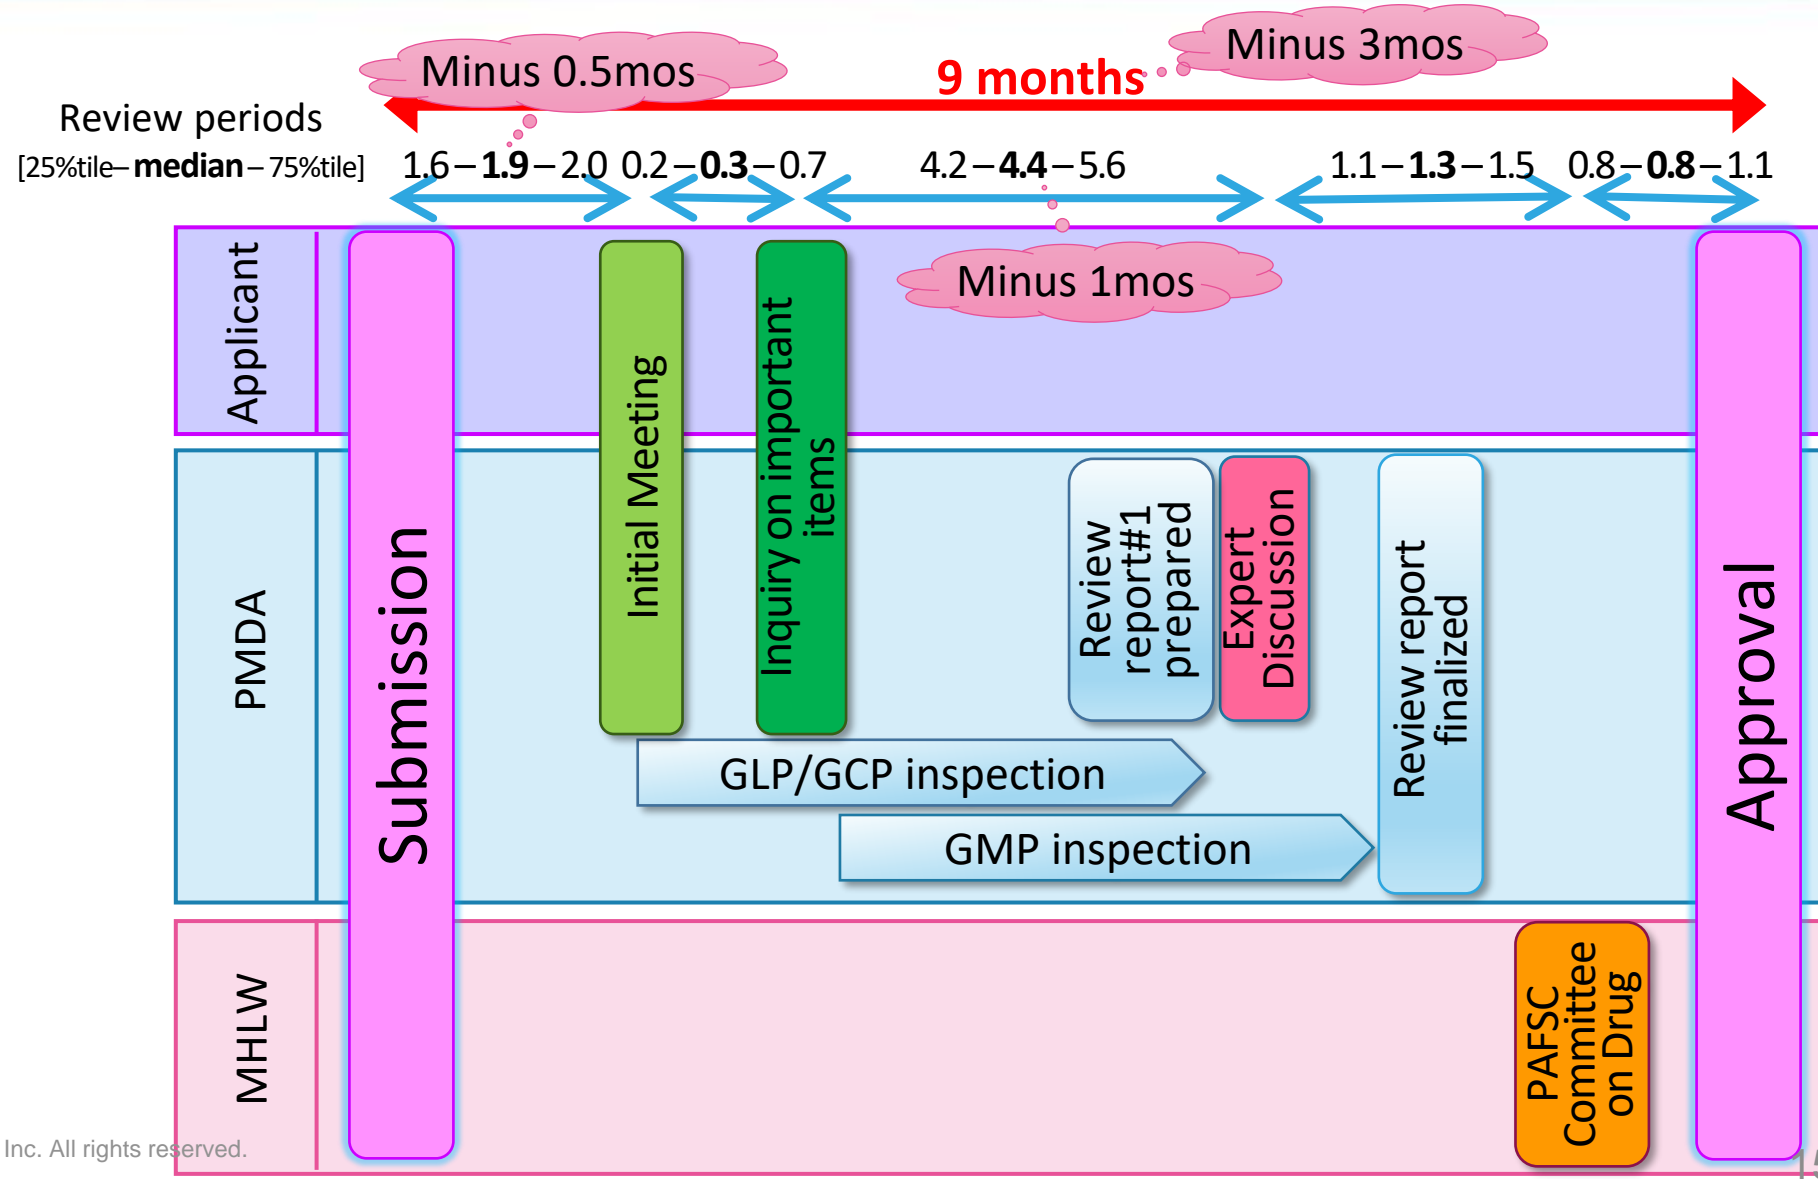 Minus 0.5mos
Minus 3mos
9 months
Review periods
[25%tile–median–75%tile]
1.6–1.9–2.0
0.2–0.3–0.7
4.2–4.4–5.6
1.1–1.3–1.5
0.8–0.8–1.1
Minus 1mos
Applicant
PMDA
MHLW
Submission
Initial Meeting
Inquiry on important
items
Review
report#1
prepared
Expert
Discussion
Review report
finalized
GLP/GCP inspection
GMP inspection
PAFSC
Committee
on Drug
Approval
Inc. All rights reserved.